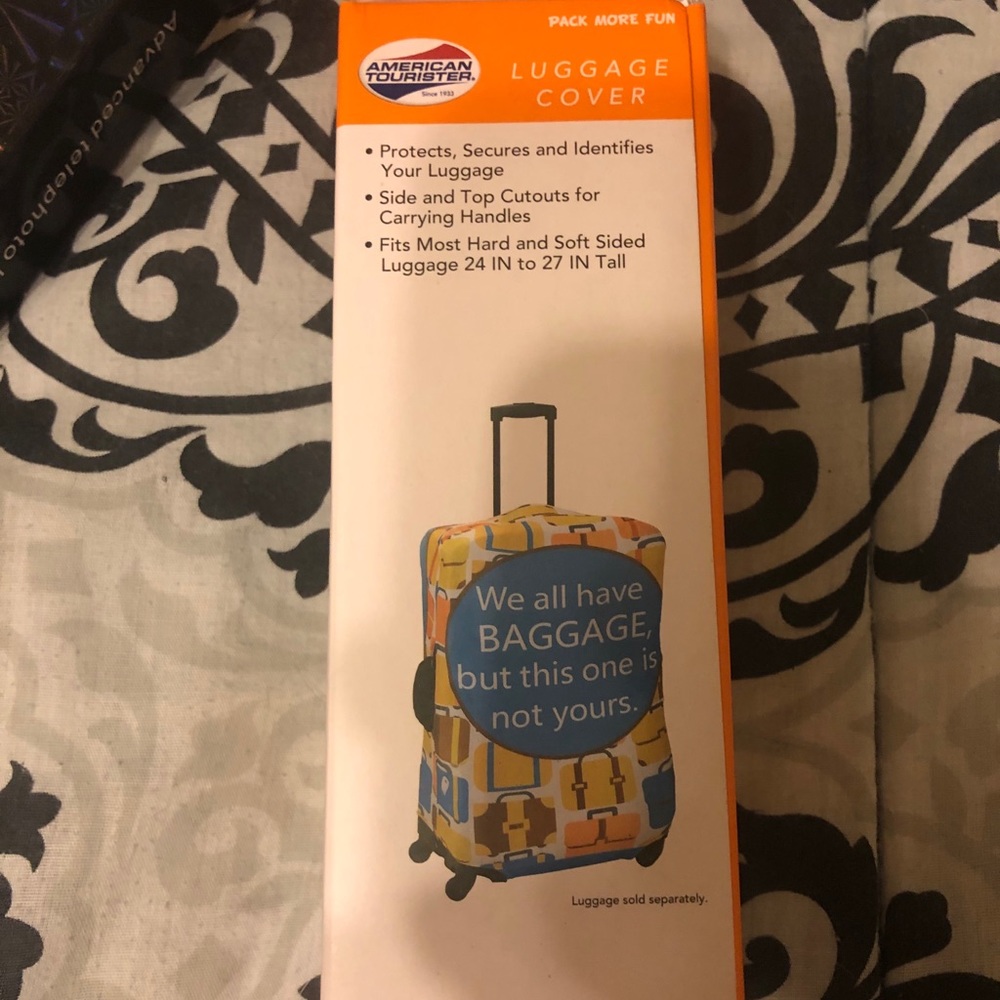 PACK MORE FUN
AMERICAN
TOURISTER.
Since 1933
LUGGAGE
COVER
• Protects, Secures and Identifies
Your Luggage
• Side and Top Cutouts for
Carrying Handles
• Fits Most Hard and Soft Sided
Luggage 24 IN to 27 IN Tall
We all have
BAGGAGE,
but this one is
not yours.
Luggage sold separately.
Advanced telephoto